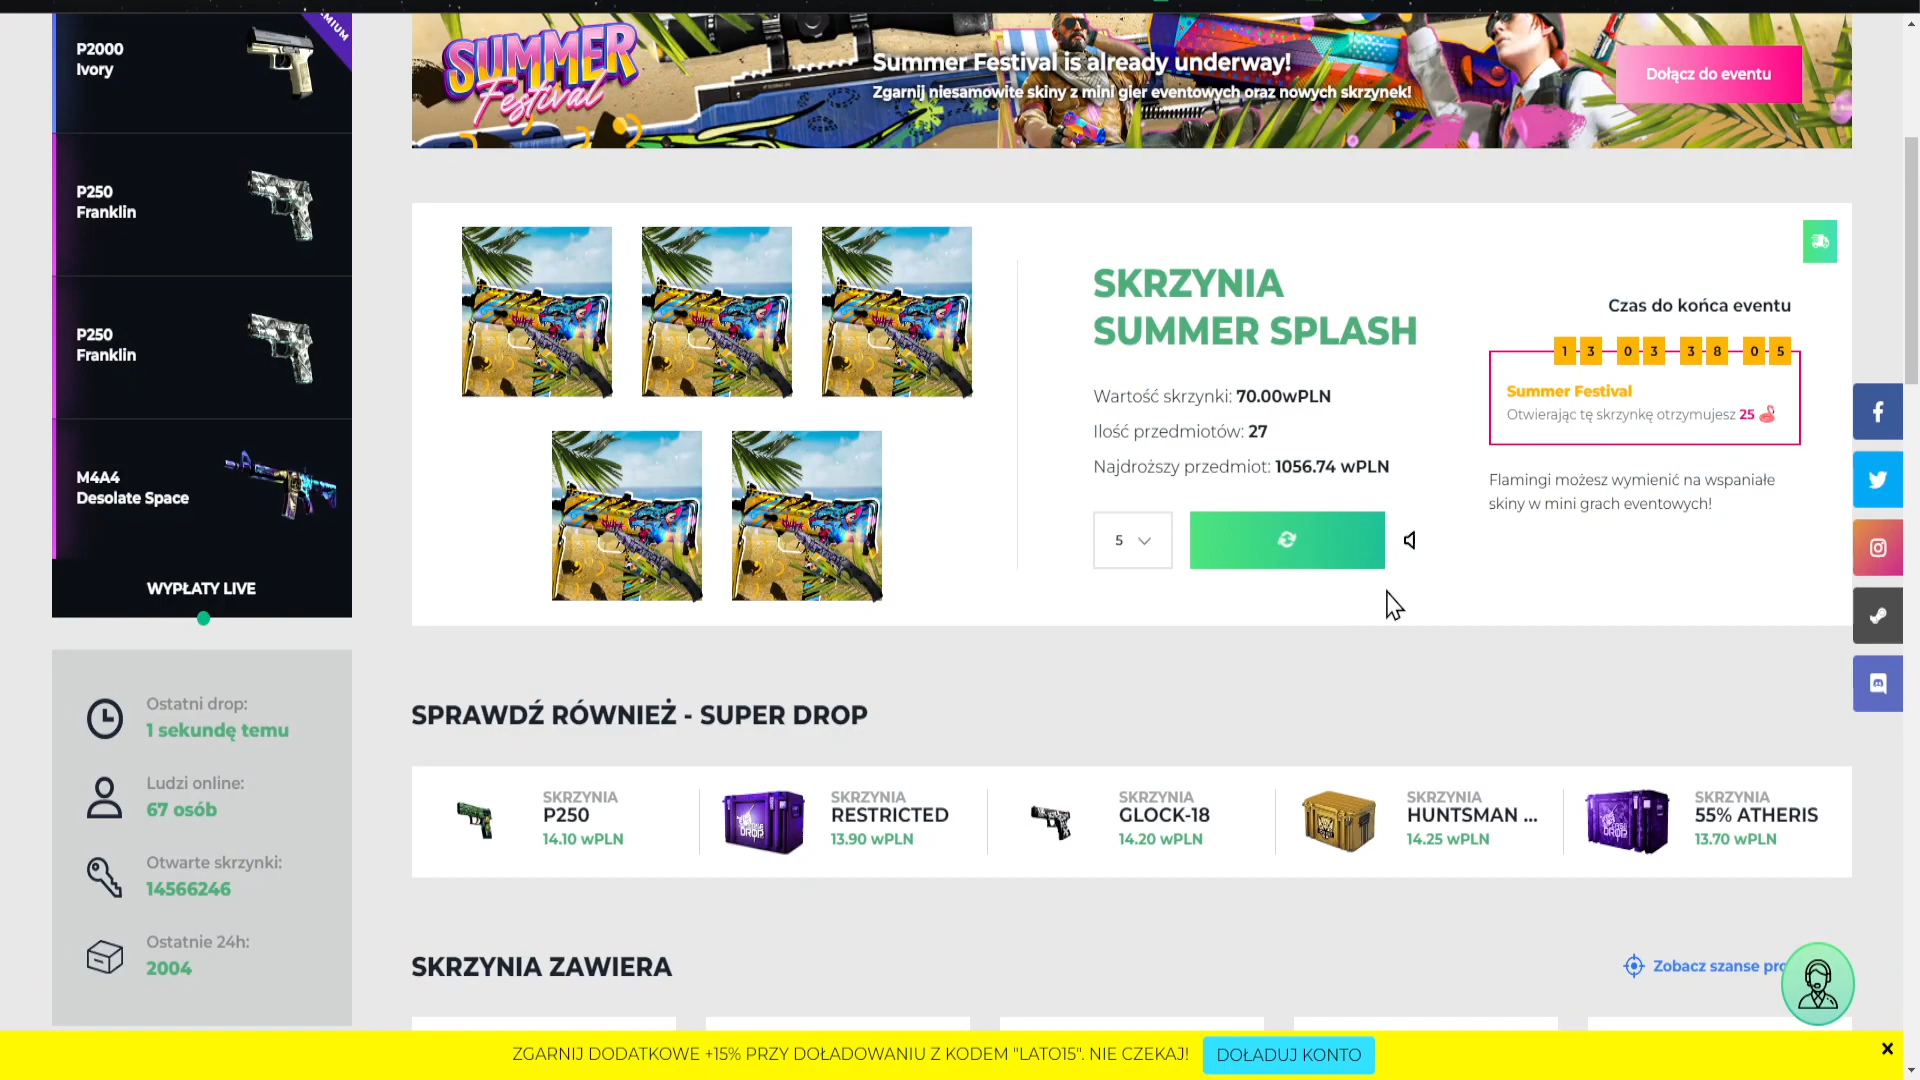 P2000
Ivory
P250
Franklin
P250
Franklin
M4A4
Desolate Space
WYPŁATY LIVE
Ostatni drop:
1 sekundę temu
Ludzi online:
67 osób
Otwarte skrzynki:
14566246
Ostatnie 24h:
2004
SUMMER
Festival
Summer Festival is already underway!
Zgarnij niesamowite skiny z mini gier eventowych oraz nowych skrzynek!
Dołącz do eventu
SKRZYNIA
SUMMER SPLASH
Wartość skrzynki: 70.00wPLN
Ilość przedmiotów: 27
Najdroższy przedmiot: 1056.74 wPLN
5
Czas do końca eventu
1 3 0 3 3 8 0 5
Summer Festival
Otwierając tę skrzynkę otrzymujesz 25
Flamingi możesz wymienić na wspaniałe
skiny w mini grach eventowych!
SPRAWDŹ RÓWNIEŻ - SUPER DROP
SKRZYNIA
P250
14.10 wPLN
SKRZYNIA
RESTRICTED
13.90 wPLN
SKRZYNIA
GLOCK-18
14.20 wPLN
SKRZYNIA
HUNTSMAN ...
14.25 wPLN
SKRZYNIA
55% ATHERIS
13.70 wPLN
SKRZYNIA ZAWIERA
Zobacz szanse
ZGARNIJ DODATKOWE +15% PRZY DOŁADOWANIU Z KODEM "LATO15". NIE CZEKAJ!
DOŁADUJ KONTO